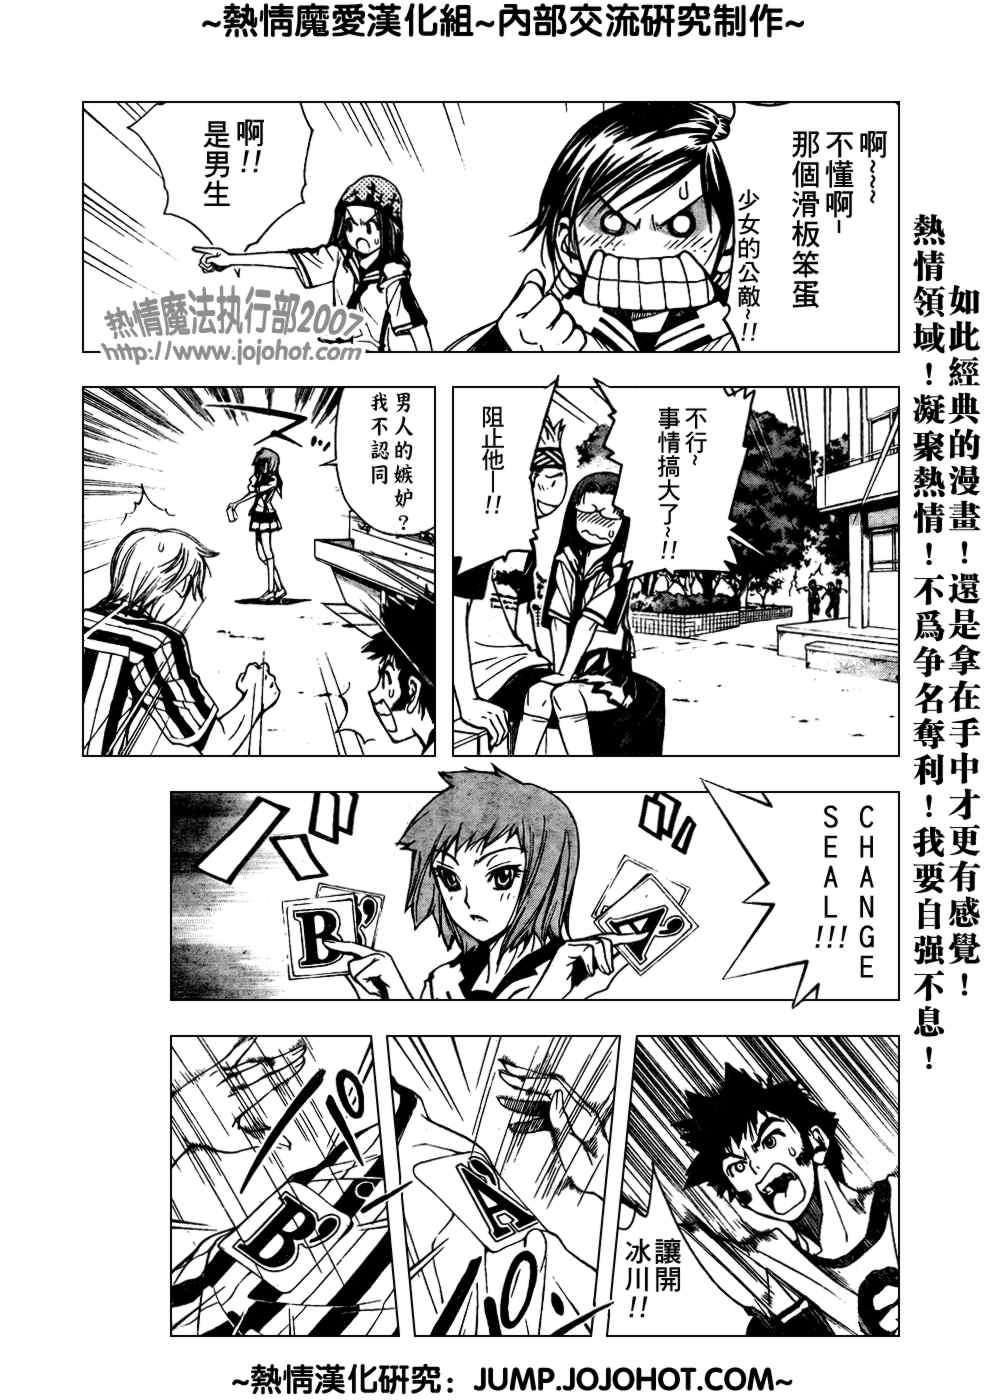 ~熱情魔愛漢化組~內部交流研究制作~
啊~~~
不懂啊~
那個滑板笨蛋
少女的公敵~!!
啊!!
是男生
熱情魔法执行部2007
http://www.jojohot.com
不行~
事情搞大了~!!
阻止他—!!
男人的嫉妒？
我不認同
CHANGE
SEAL!!!
B'
A'
讓開
冰川!!
A'
B'
如此經典的漫畫！還是拿在手中才更有感覺！
熱情領域！凝聚熱情！不爲争名奪利！我要自强不息！
~熱情漢化研究：JUMP.JOJOHOT.COM~